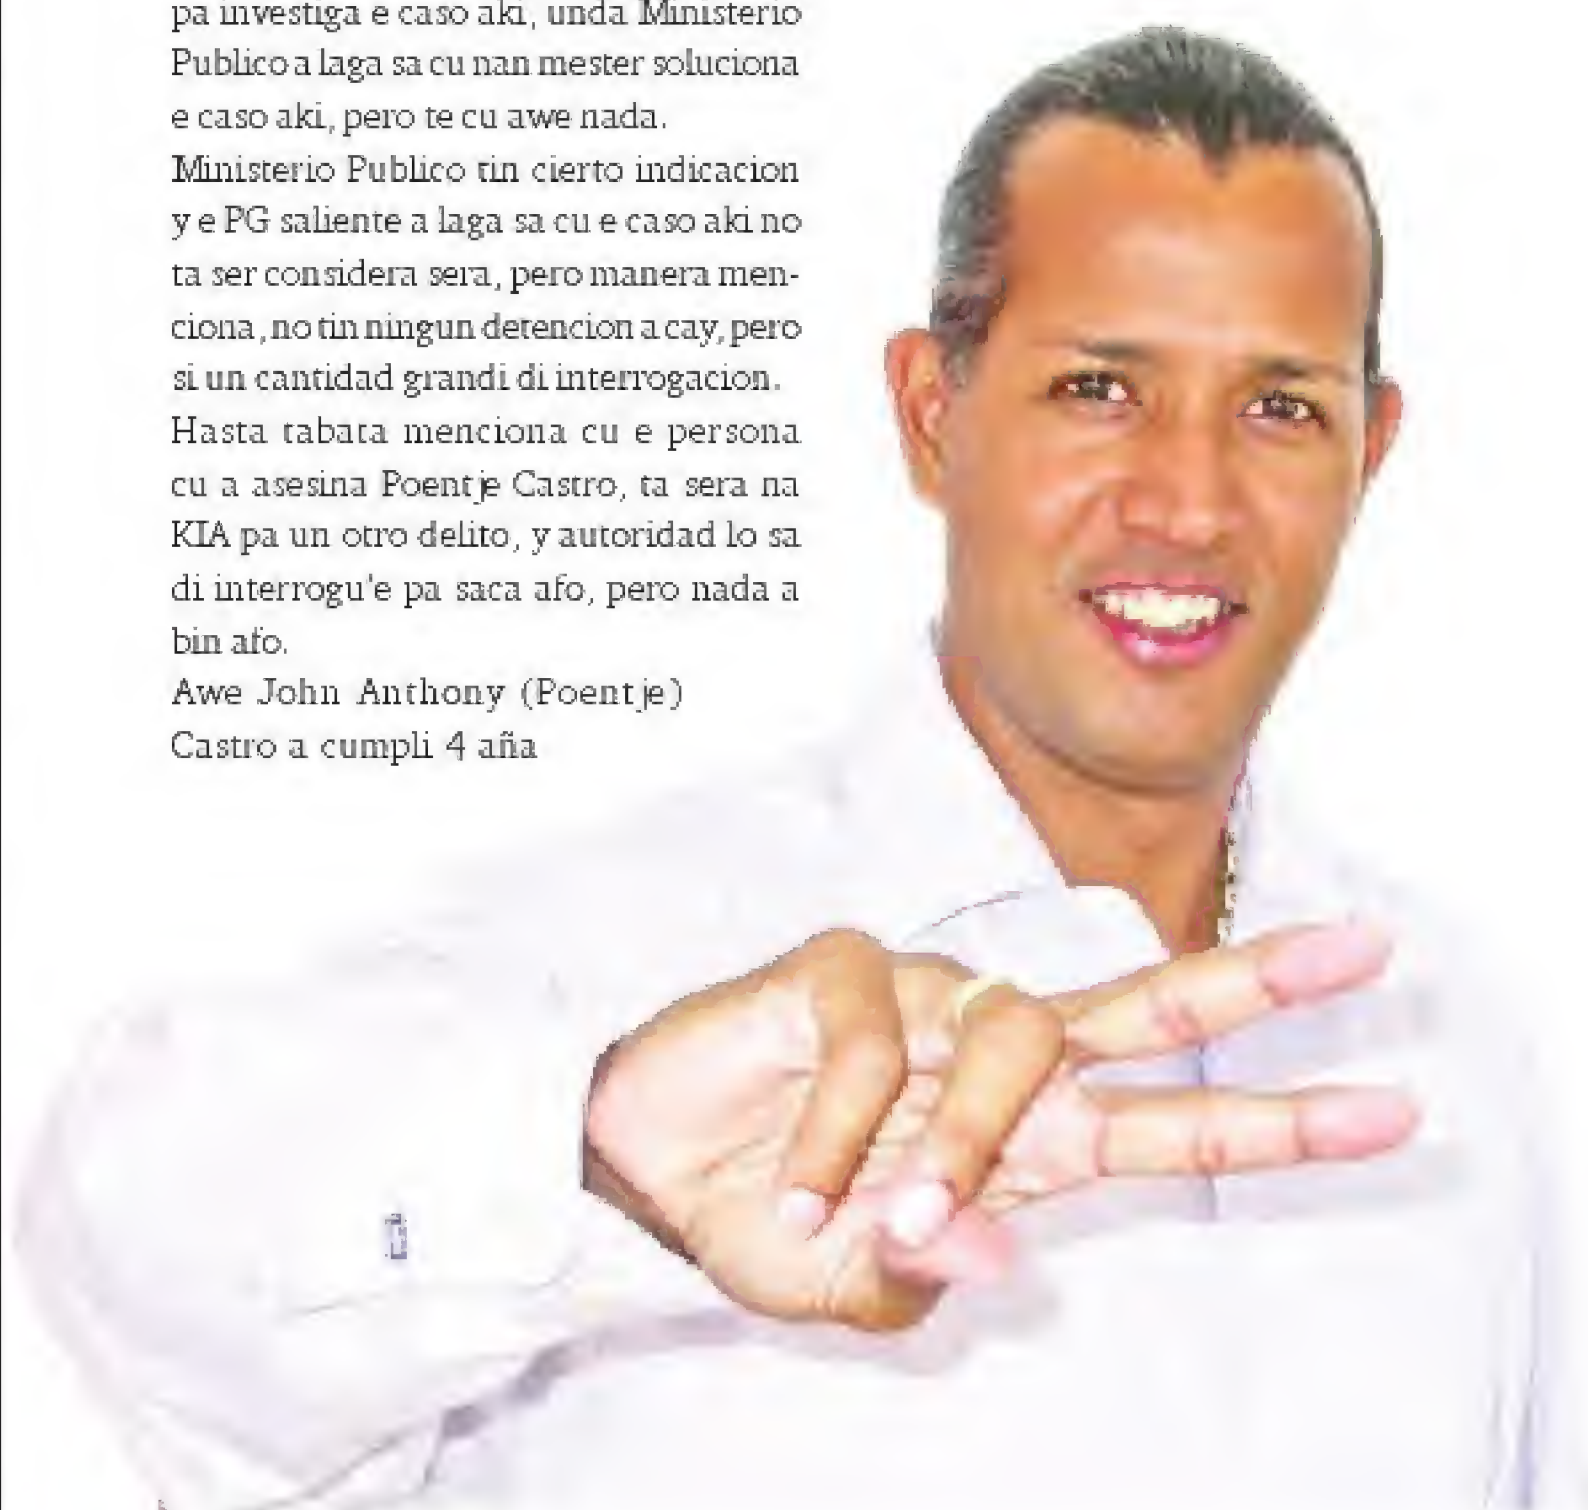 pa investiga e caso aki, unda Ministerio
Publico a laga sa cu nan mester soluciona
e caso aki, pero te cu awe nada.
Ministerio Publico tin cierto indicacion
y e PG saliente a laga sa cu e caso aki no
ta ser considera sera, pero manera men-
ciona, no tin ningun detencion a cay, pero
si un cantidad grandi di interrogacion.
Hasta tabata menciona cu e persona
cu a asesina Poentje Castro, ta sera na
KIA pa un otro delito, y autoridad lo sa
di interrogu'e pa saca afo, pero nada a
bin afo.
Awe John Anthony (Poentje)
Castro a cumpli 4 aña